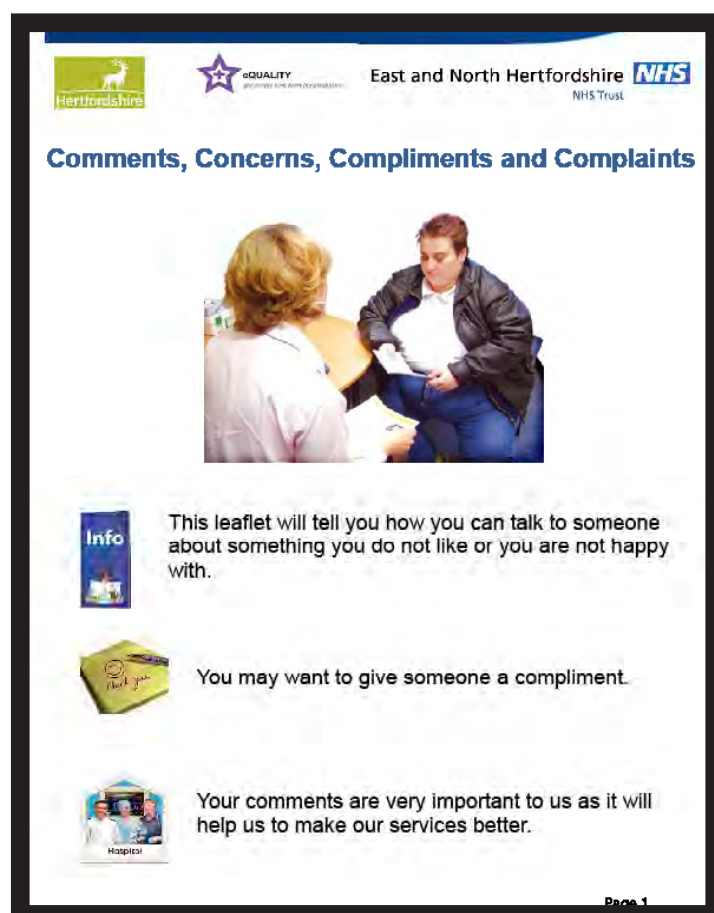 Hertfordshire
eQUALITY
East and North Hertfordshire NHS
NHS Trust
Comments, Concerns, Compliments and Complaints
Info
This leaflet will tell you how you can talk to someone
about something you do not like or you are not happy
with.
Thank you
You may want to give someone a compliment.
Your comments are very important to us as it will
help us to make our services better.
Hospital
Page 1